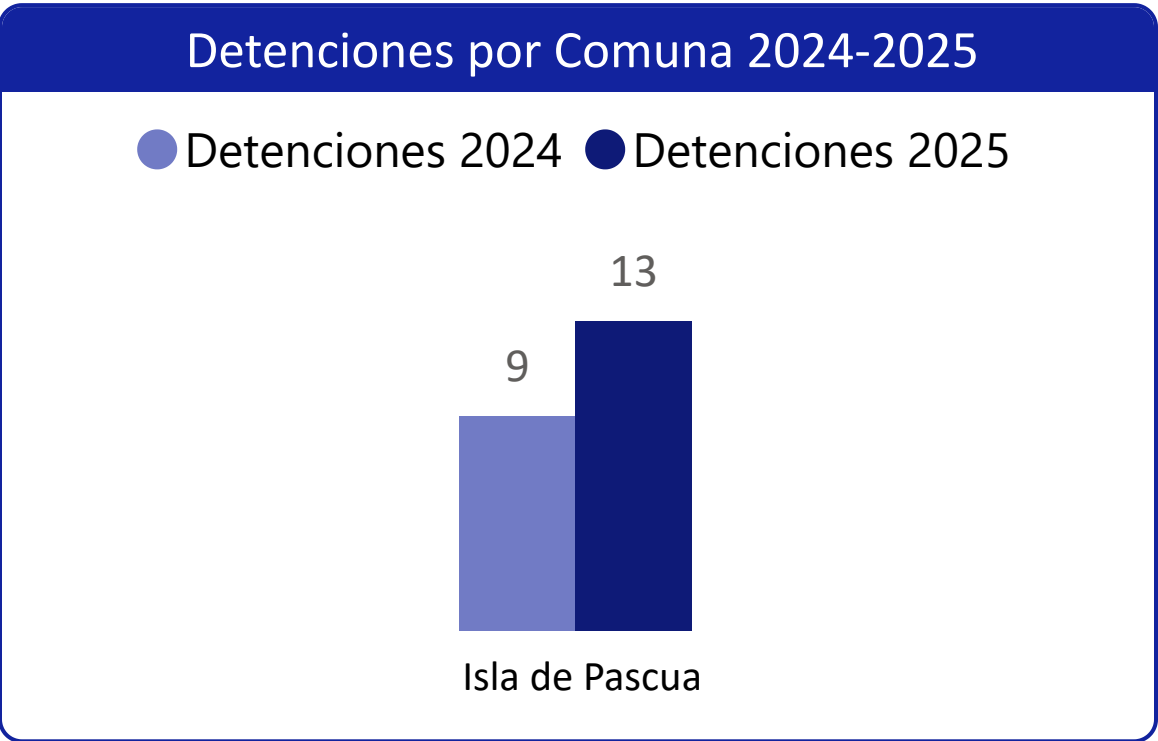 Detenciones por Comuna 2024-2025
Detenciones 2024 Detenciones 2025
13
9
Isla de Pascua